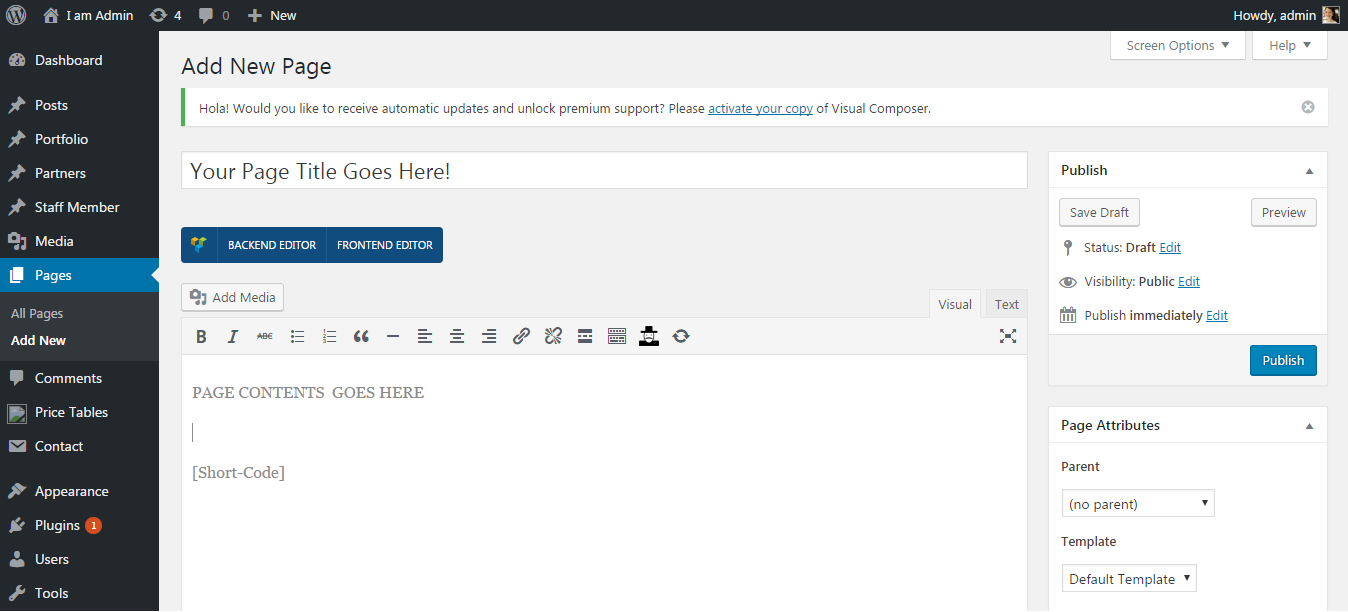 I am Admin 4 0 New Howdy, admin
Screen Options Help
Dashboard
Posts
Portfolio
Partners
Staff Member
Media
Pages
All Pages
Add New
Comments
Price Tables
Contact
Appearance
Plugins 1
Users
Tools
Add New Page
Hola! Would you like to receive automatic updates and unlock premium support? Please activate your copy of Visual Composer.
Your Page Title Goes Here!
BACKEND EDITOR FRONTEND EDITOR
Add Media
Visual Text
B I ABC
PAGE CONTENTS  GOES HERE
[Short-Code]
Publish
Save Draft Preview
Status: Draft Edit
Visibility: Public Edit
Publish immediately Edit
Publish
Page Attributes
Parent
(no parent)
Template
Default Template